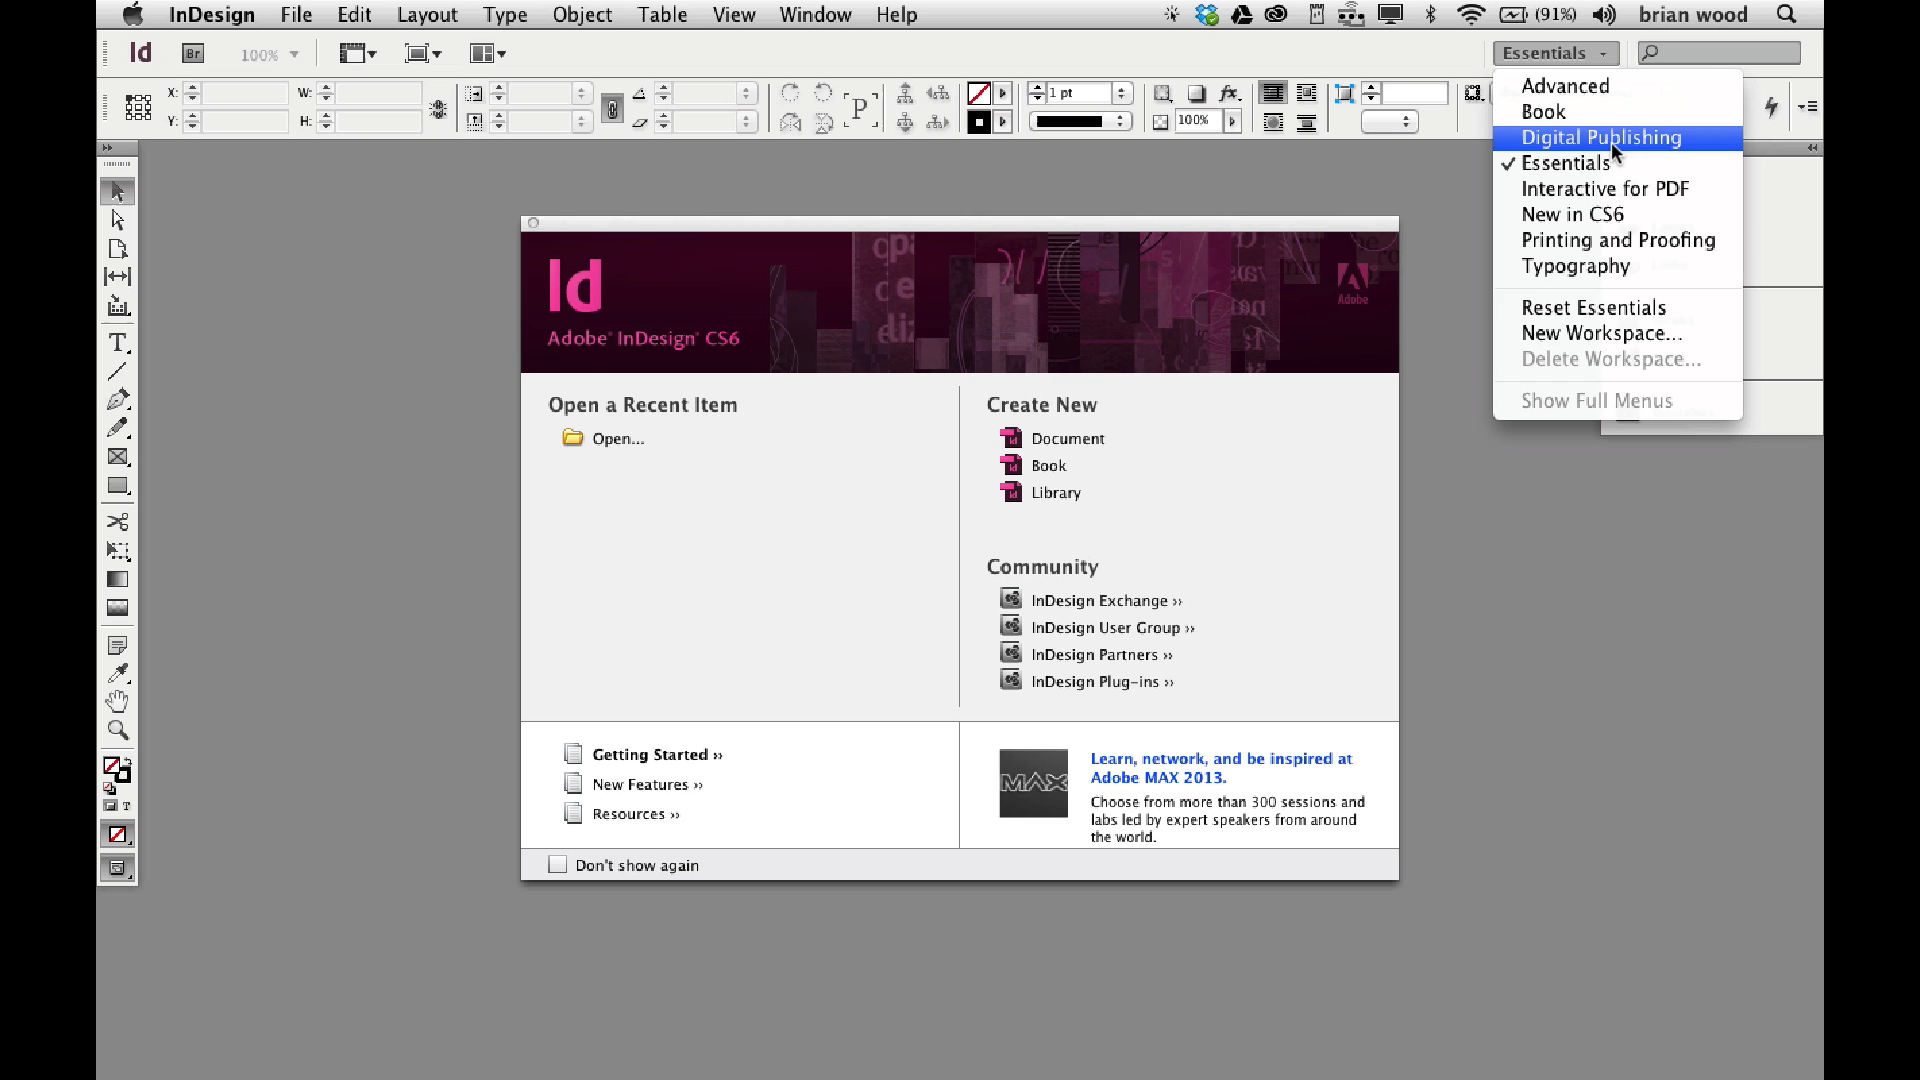 InDesign File Edit Layout Type Object Table View Window Help (91%) brian wood
Id Br 100% Essentials
X: W: 1 pt
Y: H: P 100%
Advanced
Book
Digital Publishing
Essentials
Interactive for PDF
New in CS6
Printing and Proofing
Typography
Reset Essentials
New Workspace...
Delete Workspace...
Show Full Menus
Id
Adobe® InDesign® CS6
Adobe
Open a Recent Item
Open...
Create New
Document
Book
Library
Community
InDesign Exchange ››
InDesign User Group ››
InDesign Partners ››
InDesign Plug-ins ››
Getting Started ››
New Features ››
Resources ››
MAX
Learn, network, and be inspired at
Adobe MAX 2013.
Choose from more than 300 sessions and
labs led by expert speakers from around
the world.
Don't show again